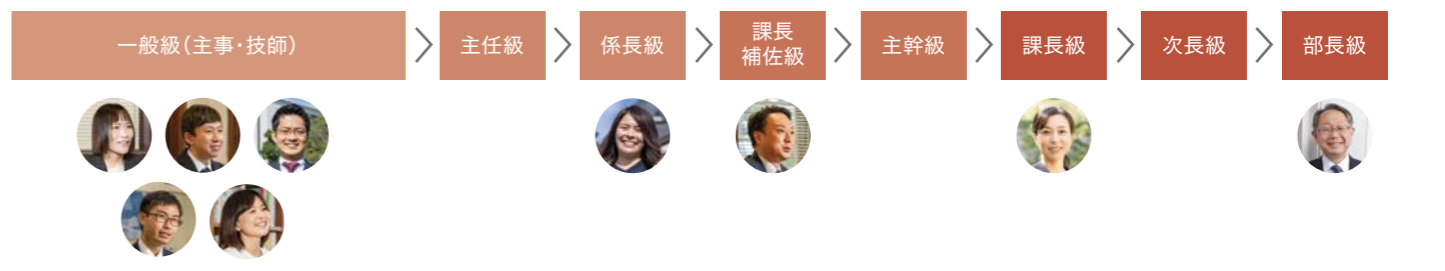 一般級（主事・技師）
主任級
係長級
課長
補佐級
主幹級
課長級
次長級
部長級